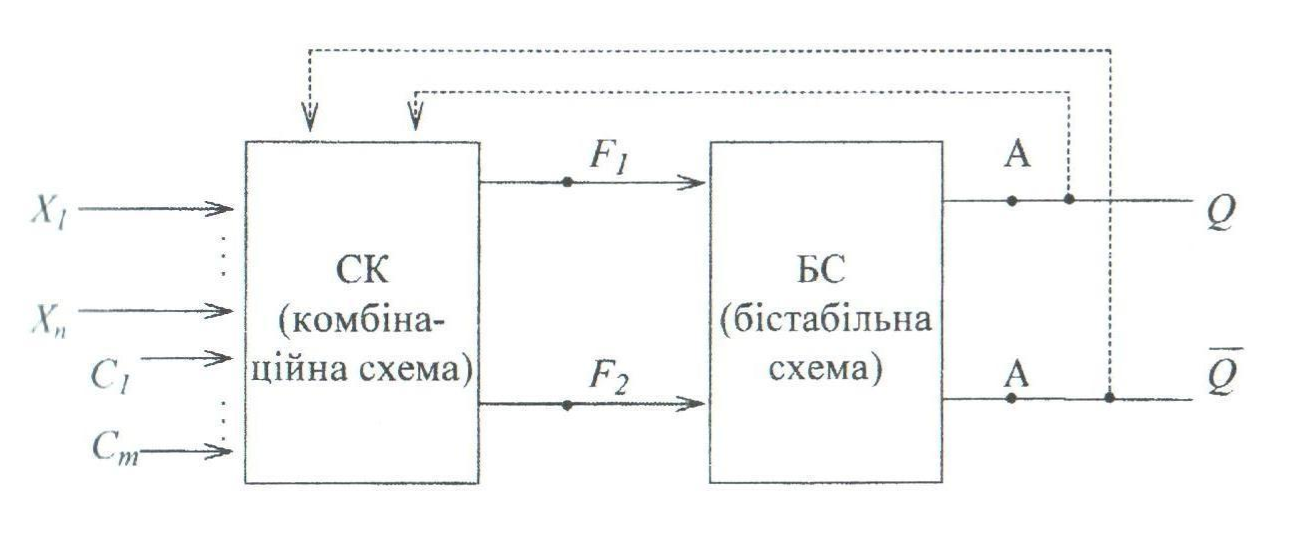 F₁
A
X₁
Q
СК
(комбіна-
ційна схема)
БС
(бістабільна
схема)
Xₙ
C₁
F₂
A
Q̅
Cₘ